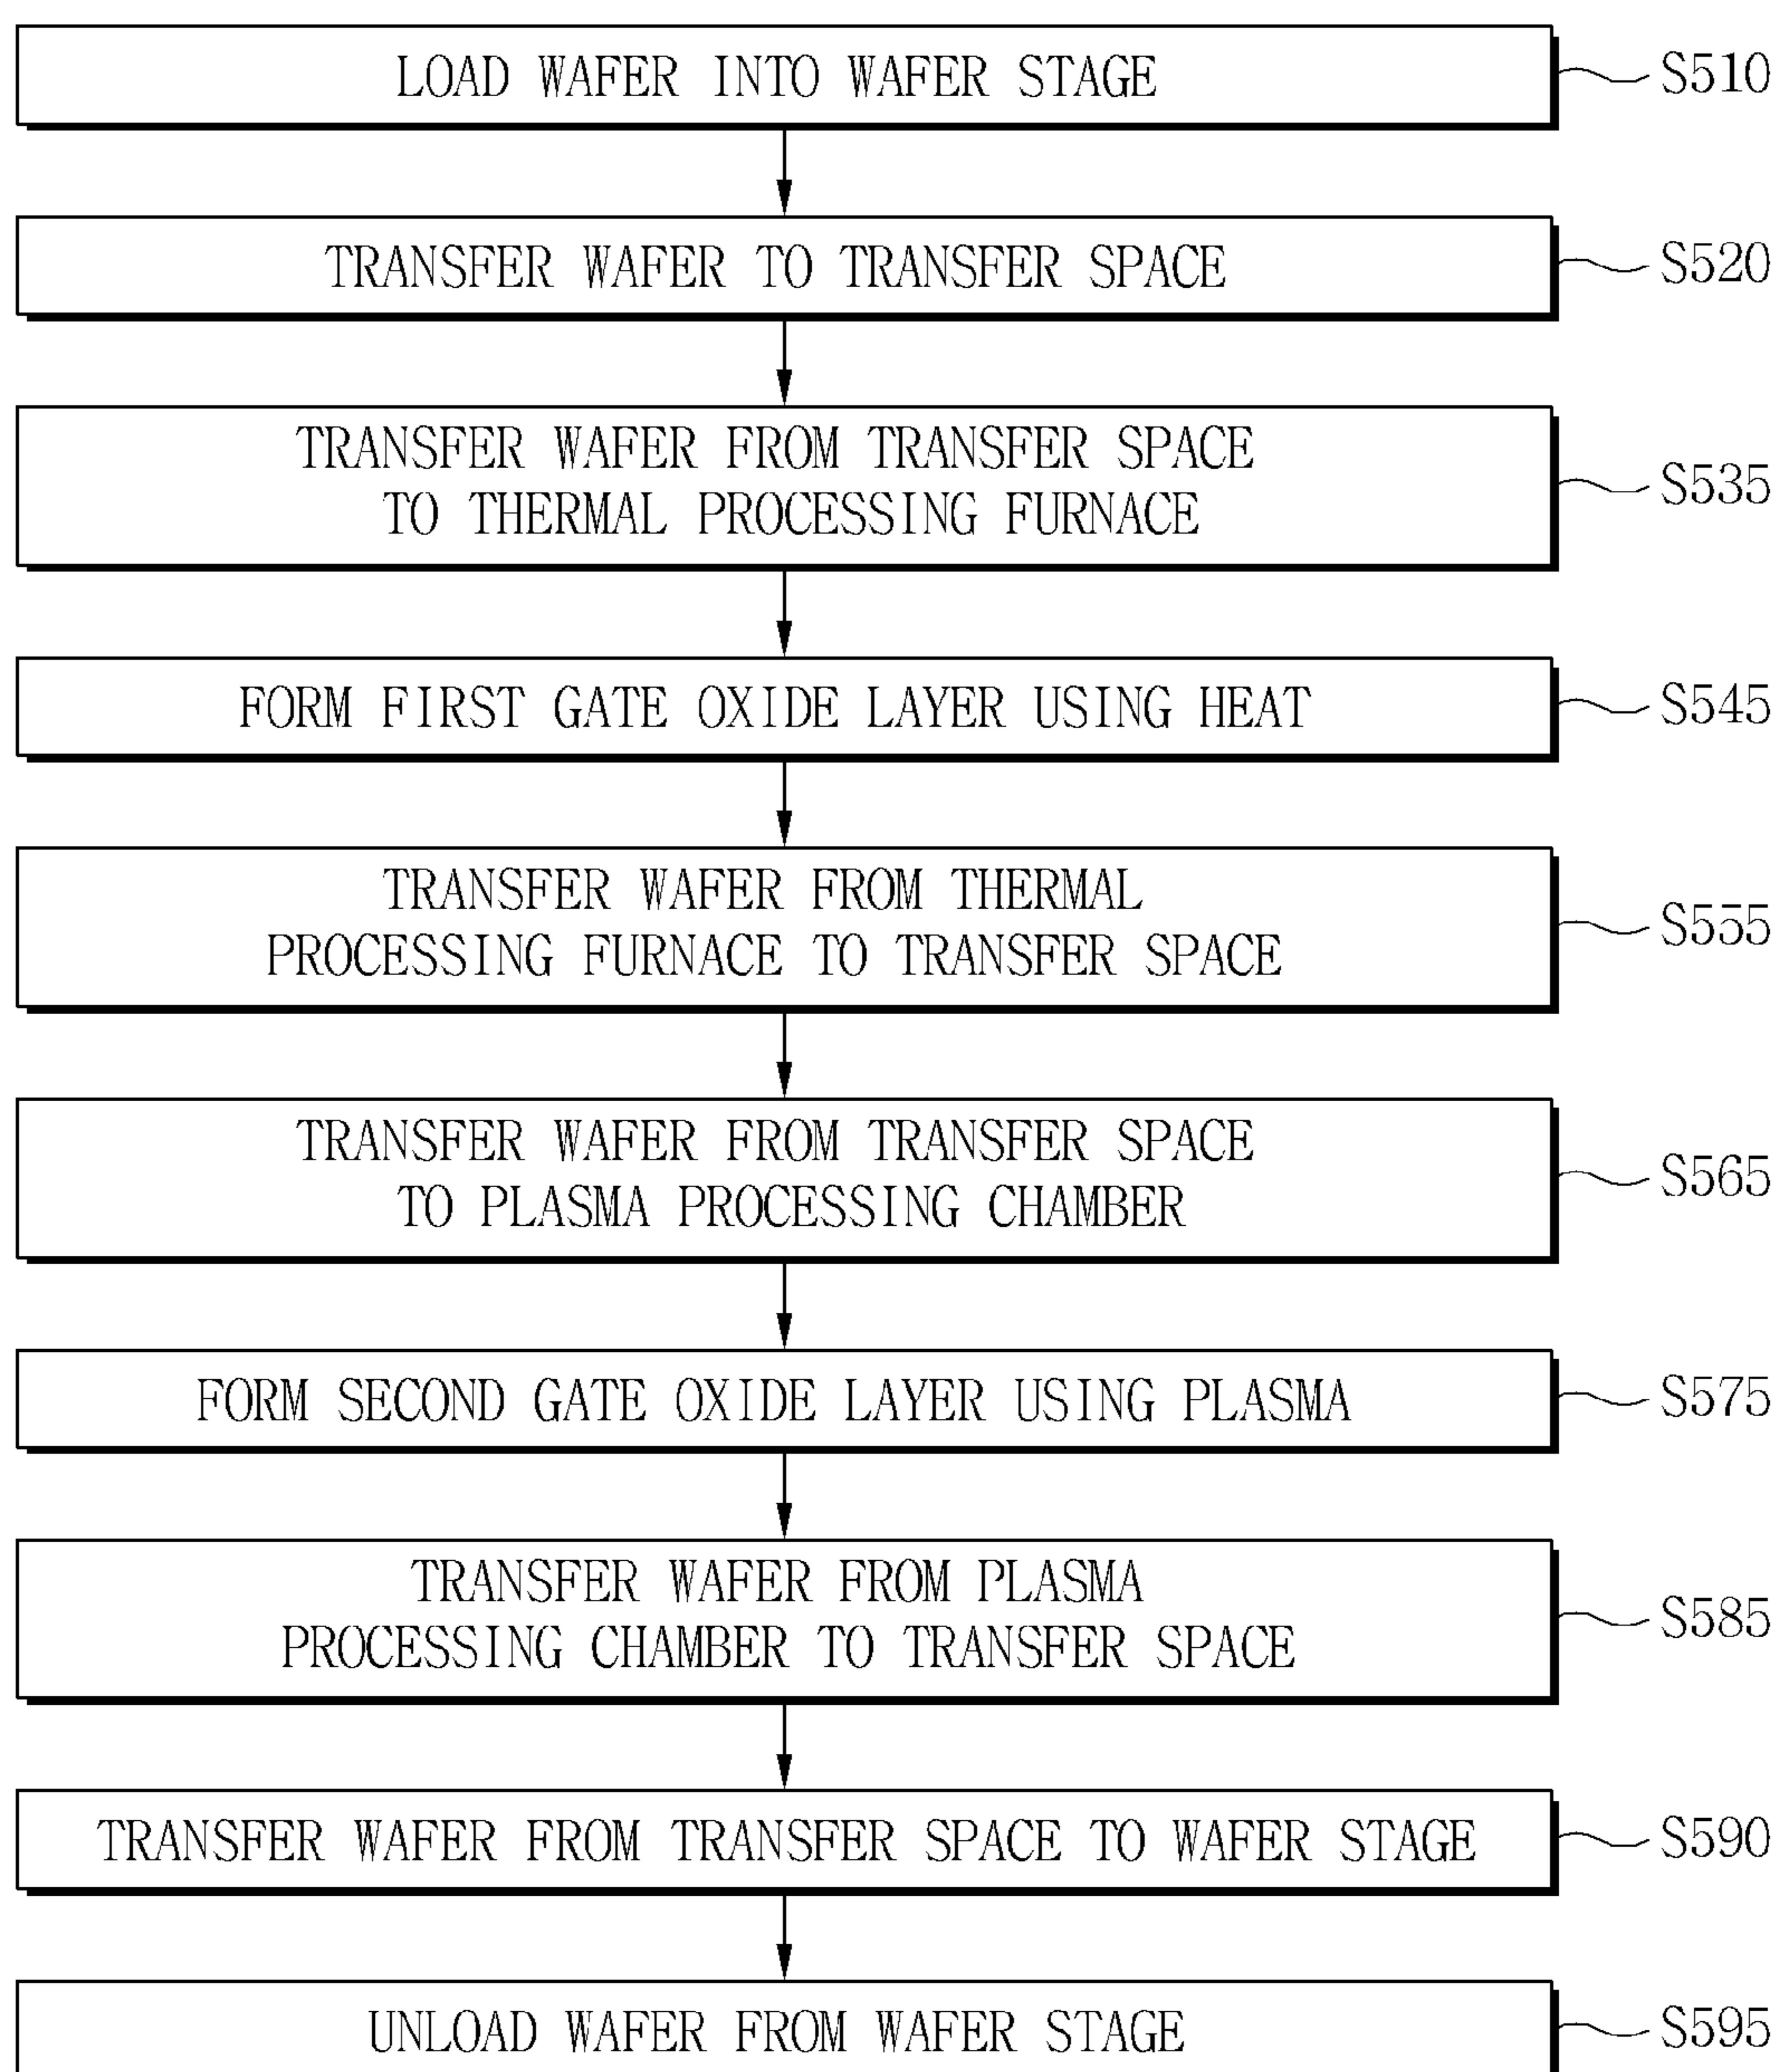 LOAD WAFER INTO WAFER STAGE
S510
TRANSFER WAFER TO TRANSFER SPACE
S520
TRANSFER WAFER FROM TRANSFER SPACE
TO THERMAL PROCESSING FURNACE
S535
FORM FIRST GATE OXIDE LAYER USING HEAT
S545
TRANSFER WAFER FROM THERMAL
PROCESSING FURNACE TO TRANSFER SPACE
S555
TRANSFER WAFER FROM TRANSFER SPACE
TO PLASMA PROCESSING CHAMBER
S565
FORM SECOND GATE OXIDE LAYER USING PLASMA
S575
TRANSFER WAFER FROM PLASMA
PROCESSING CHAMBER TO TRANSFER SPACE
S585
TRANSFER WAFER FROM TRANSFER SPACE TO WAFER STAGE
S590
UNLOAD WAFER FROM WAFER STAGE
S595